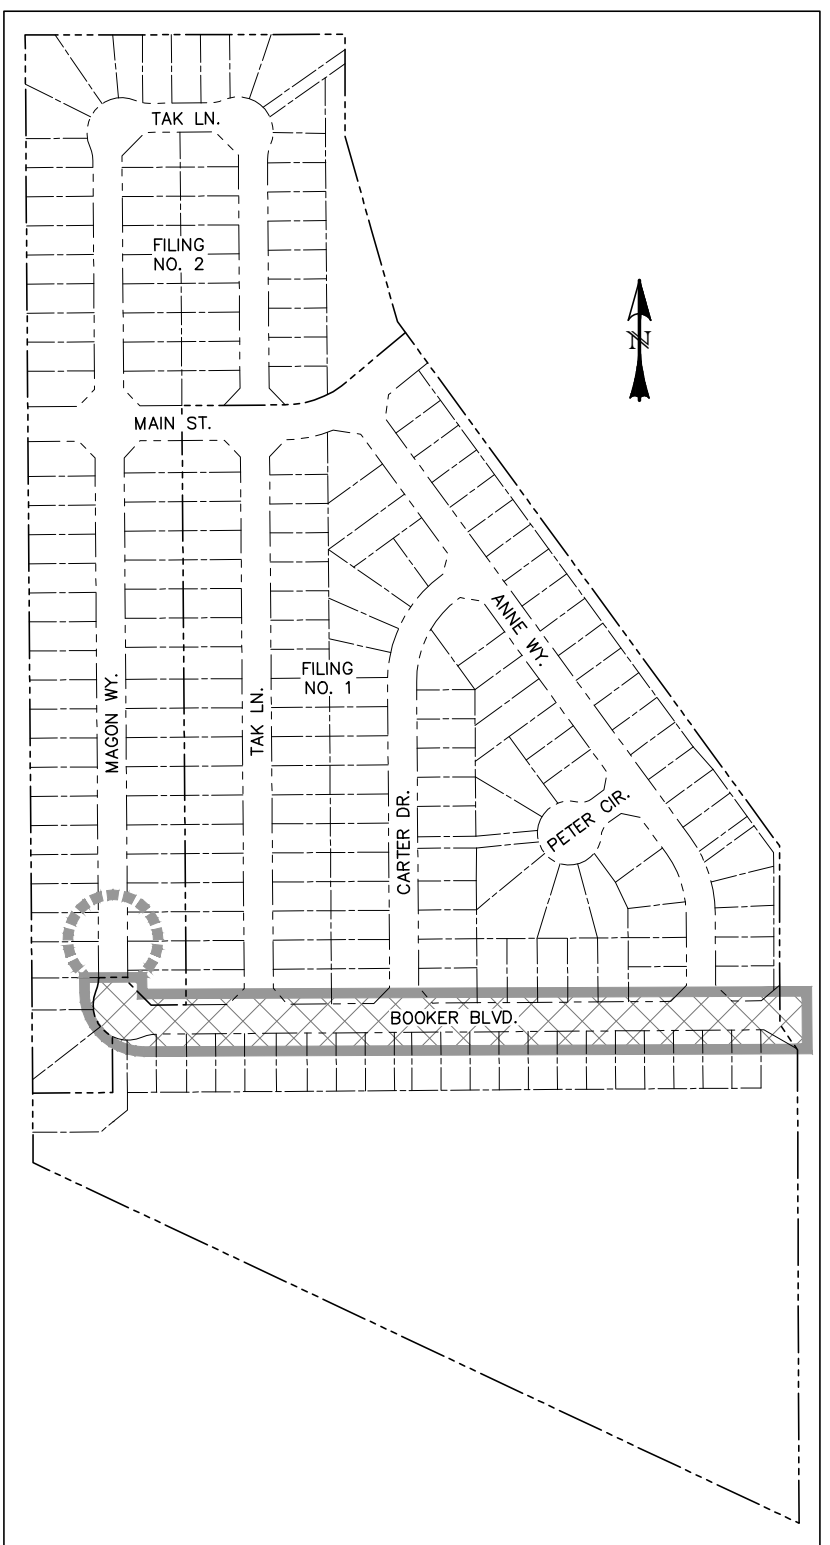 TAK LN.
FILING
NO. 2
N
MAIN ST.
ANNE WY.
FILING
NO. 1
MAGON WY.
TAK LN.
CARTER DR.
PETER CIR.
BOOKER BLVD.